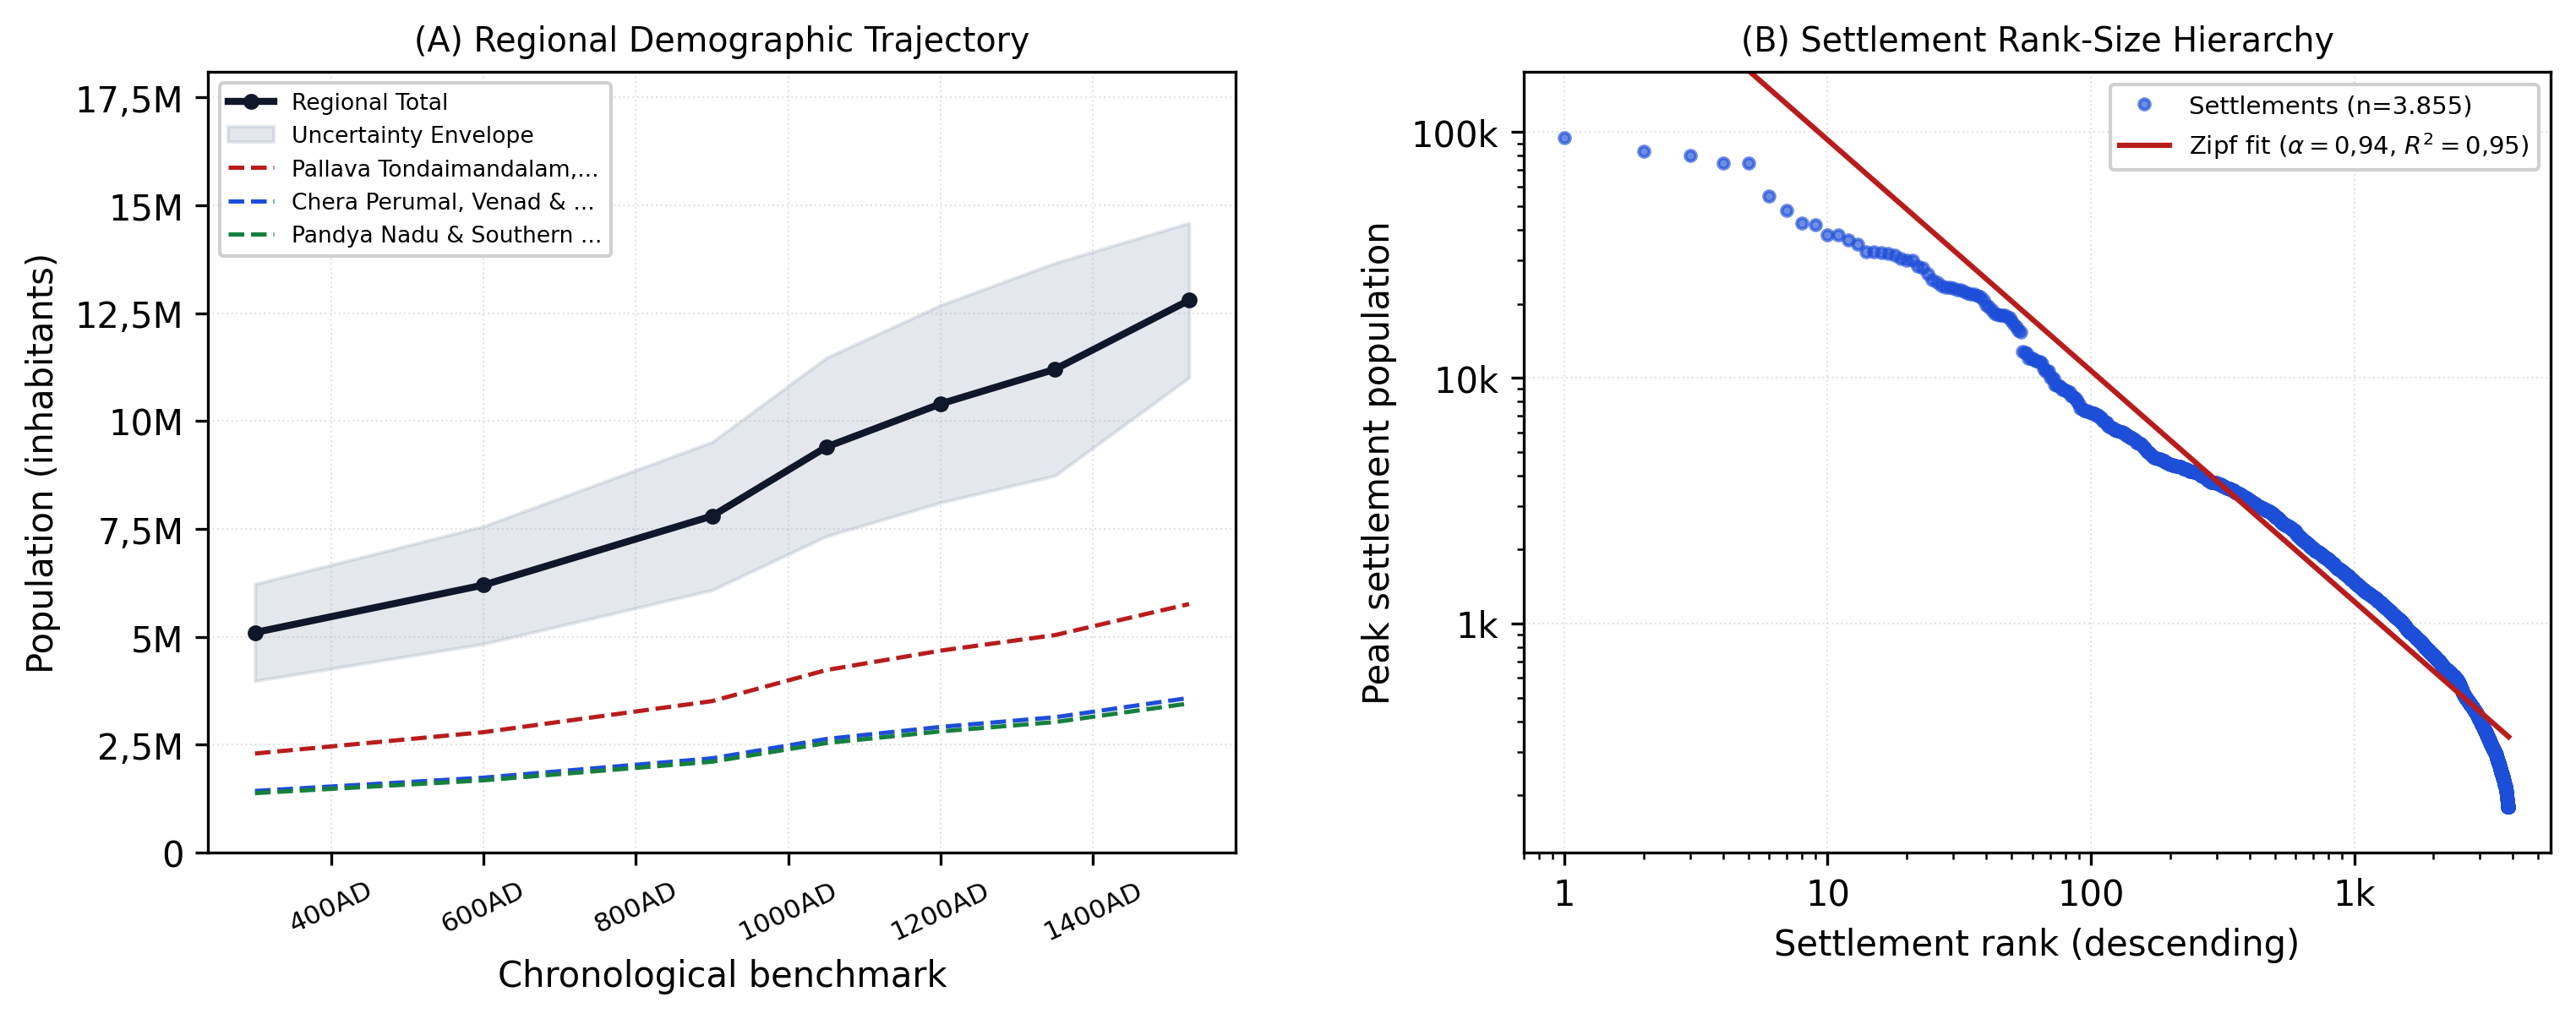 (A) Regional Demographic Trajectory
17,5M
15M
12,5M
10M
7,5M
5M
2,5M
0
Population (inhabitants)
Regional Total
Uncertainty Envelope
Pallava Tondaimandalam,...
Chera Perumal, Venad & ...
Pandya Nadu & Southern ...
400AD
600AD
800AD
1000AD
1200AD
1400AD
Chronological benchmark
(B) Settlement Rank-Size Hierarchy
100k
10k
1k
Peak settlement population
Settlements (n=3.855)
Zipf fit (α = 0,94, R² = 0,95)
1
10
100
1k
Settlement rank (descending)